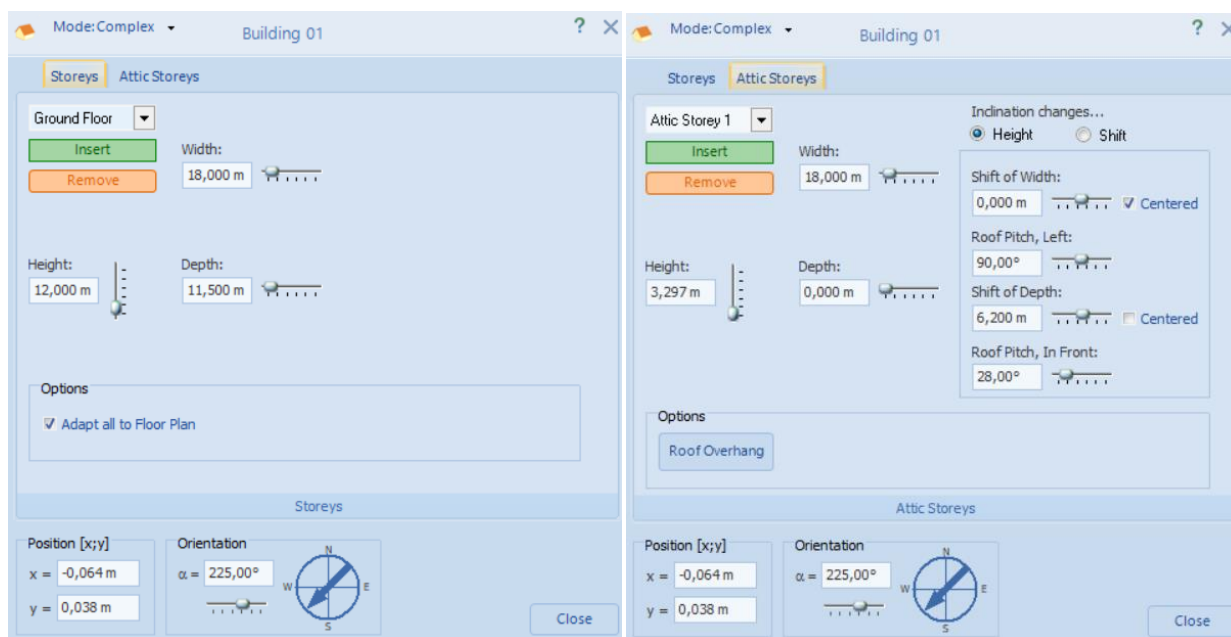 Mode:Complex
Building 01
?
Storeys Attic Storeys
Ground Floor
Insert
Remove
Width:
18,000 m
Height:
12,000 m
Depth:
11,500 m
Options
Adapt all to Floor Plan
Storeys
Position [x;y]
x = -0,064 m
y = 0,038 m
Orientation
α = 225,00°
N
W E
S
Close
Mode:Complex
Building 01
?
Storeys Attic Storeys
Attic Storey 1
Insert
Remove
Width:
18,000 m
Height:
3,297 m
Depth:
0,000 m
Inclination changes...
Height Shift
Shift of Width:
0,000 m Centered
Roof Pitch, Left:
90,00°
Shift of Depth:
6,200 m Centered
Roof Pitch, In Front:
28,00°
Options
Roof Overhang
Attic Storeys
Position [x;y]
x = -0,064 m
y = 0,038 m
Orientation
α = 225,00°
N
W E
S
Close